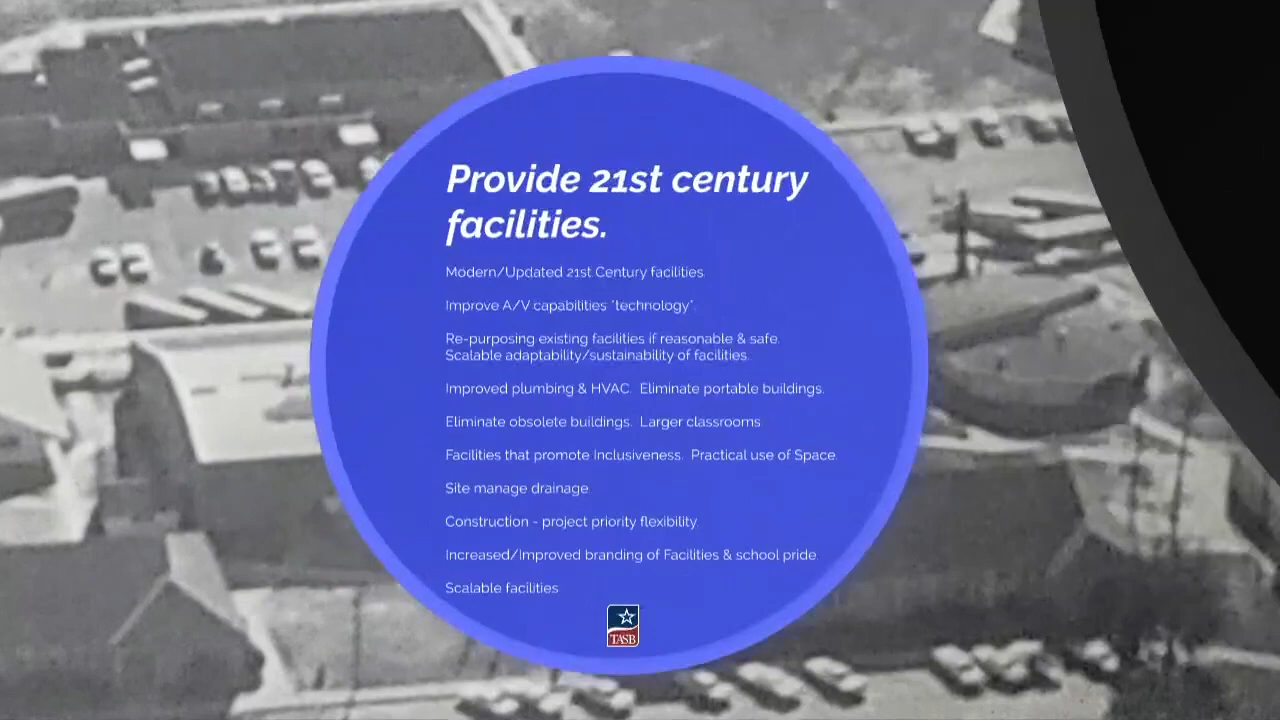 Provide 21st century
facilities.
Modern/Updated 21st Century facilities.
Improve A/V capabilities "technology".
Re-purposing existing facilities if reasonable & safe.
Scalable adaptability/sustainability of facilities.
Improved plumbing & HVAC.  Eliminate portable buildings.
Eliminate obsolete buildings.  Larger classrooms.
Facilities that promote Inclusiveness.  Practical use of Space.
Site manage drainage.
Construction - project priority flexibility.
Increased/Improved branding of Facilities & school pride.
Scalable facilities
TASB